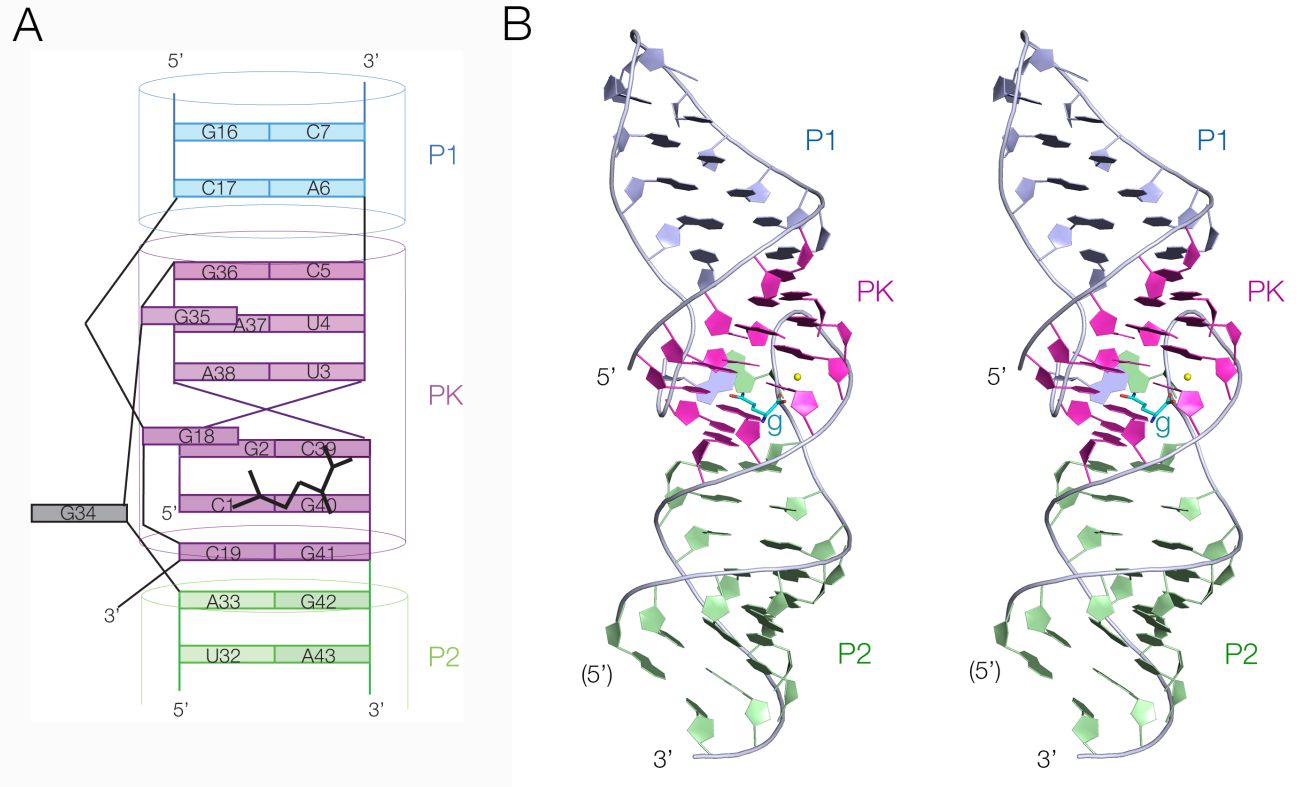 A
5’ 3’
G16 C7
P1
C17 A6
G36 C5
G35 A37 U4
A38 U3
PK
G18 G2 C39
G34 5’ C1 G40
C19 G41
3’
A33 G42
U32 A43
P2
5’ 3’
B
P1
PK
5’
g
P2
(5’)
3’
P1
PK
5’
g
P2
(5’)
3’